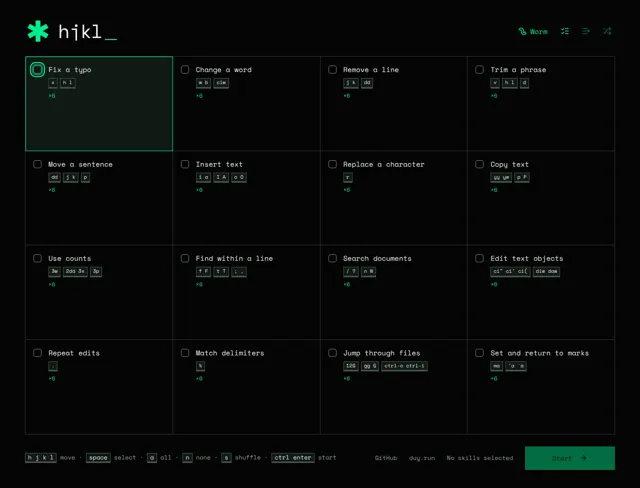 hjkl_
Worm
Fix a typo
x n l
+6
Change a word
w b ciw
+6
Remove a line
j k dd
+6
Trim a phrase
v h l d
+6
Move a sentence
dd j k p
+6
Insert text
i a I A o O
+6
Replace a character
r
+6
Copy text
yy yw p P
+6
Use counts
3w 2dd 3x 3p
+6
Find within a line
f F t T ; ,
+6
Search documents
/ ? n N
+6
Edit text objects
ci" ci' ci( diw daw
+6
Repeat edits
.
+6
Match delimiters
%
+6
Jump through files
12G gg G ctrl-o ctrl-i
+6
Set and return to marks
ma 'a
+6
h j k l move · space select · a all · n none · s shuffle · ctrl enter start
GitHub duy.run No skills selected Start →